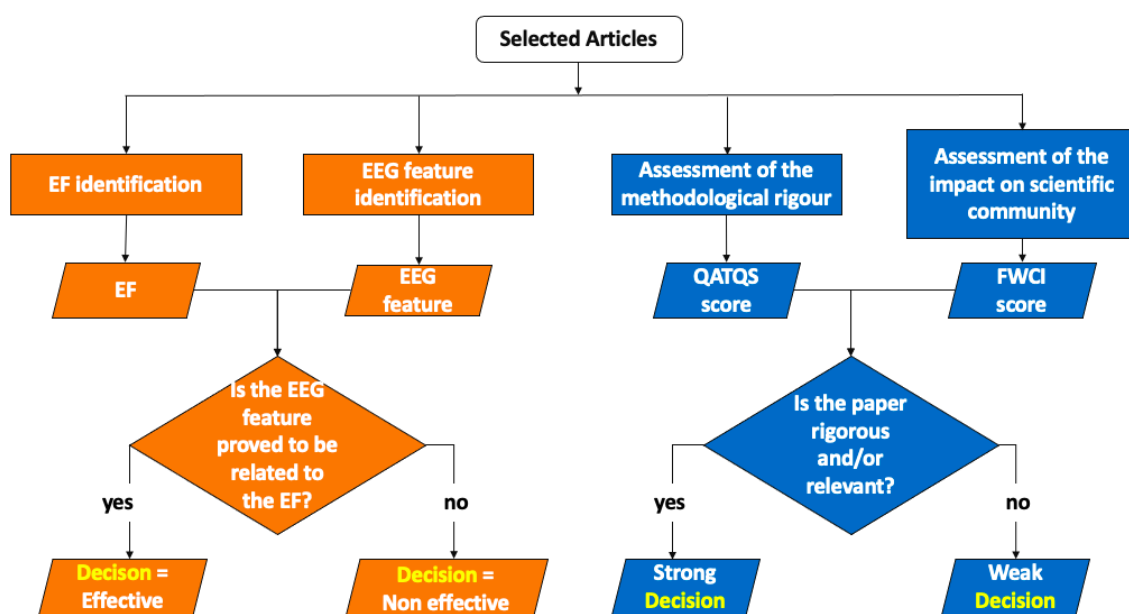 Selected Articles
EF identification
EEG feature
identification
Assessment of the
methodological rigour
Assessment of the
impact on scientific
community
EF
EEG
feature
QATQS
score
FWCI
score
Is the EEG
feature
proved to be
related to
the EF?
Is the paper
rigorous
and/or
relevant?
yes
no
yes
no
Decison =
Effective
Decision =
Non effective
Strong
Decision
Weak
Decision